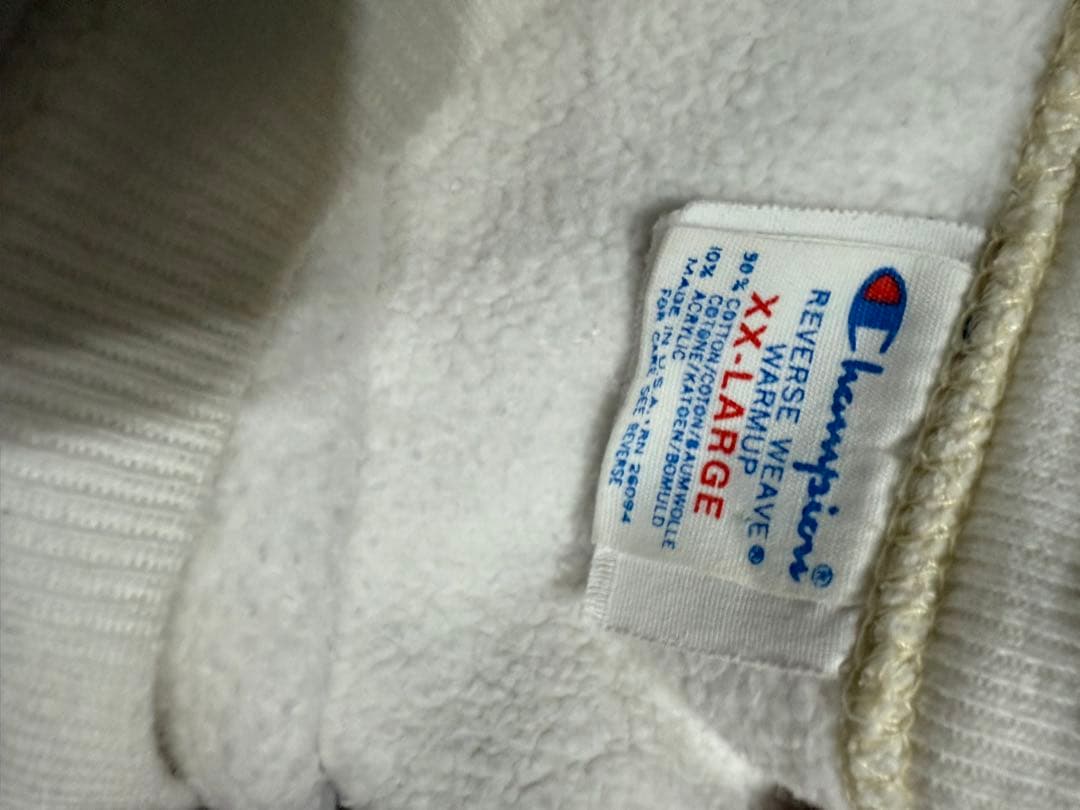 Champion®
REVERSE WEAVE®
WARMUP
XX-LARGE
90% COTTON/COTON/BAUMWOLLE
COTONE/KATOEN/BOMULD
10% ACRYLIC
MADE IN U.S.A. RN 26094
FOR CARE SEE REVERSE